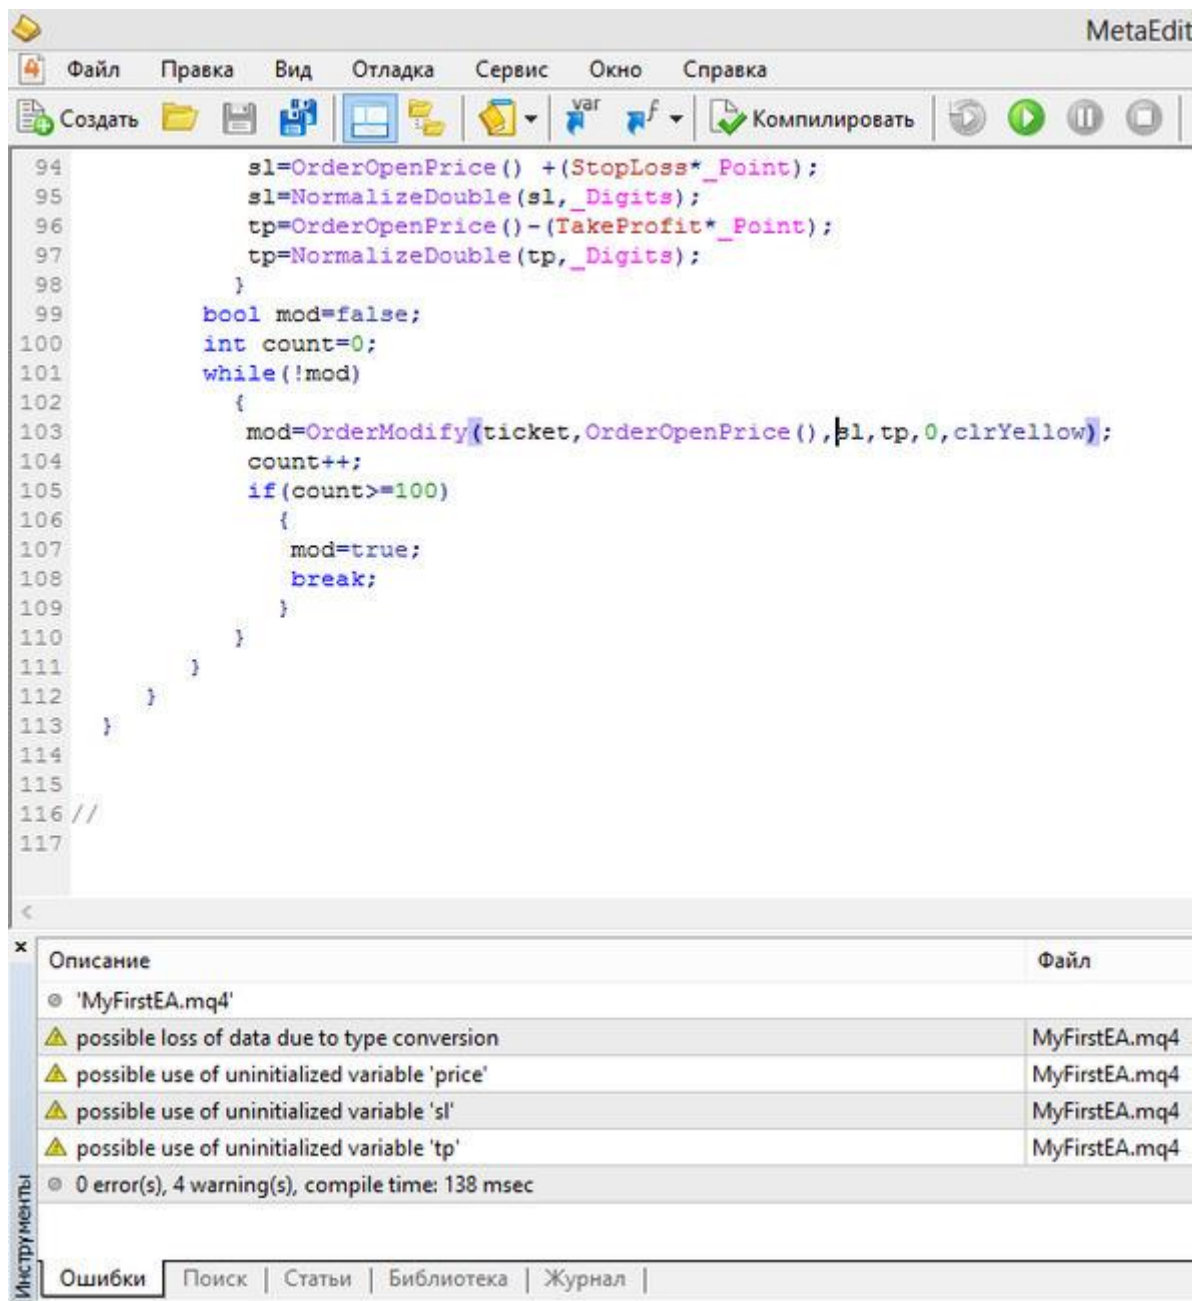 MetaEdit
Файл Правка Вид Отладка Сервис Окно Справка
Создать var f Компилировать
94 sl=OrderOpenPrice() +(StopLoss*_Point);
95 sl=NormalizeDouble(sl,_Digits);
96 tp=OrderOpenPrice()-(TakeProfit*_Point);
97 tp=NormalizeDouble(tp,_Digits);
98 }
99 bool mod=false;
100 int count=0;
101 while(!mod)
102 {
103 mod=OrderModify(ticket,OrderOpenPrice(),sl,tp,0,clrYellow);
104 count++;
105 if(count>=100)
106 {
107 mod=true;
108 break;
109 }
110 }
111 }
112 }
113 }
114
115
116 //
117
Описание Файл
'MyFirstEA.mq4'
possible loss of data due to type conversion MyFirstEA.mq4
possible use of uninitialized variable 'price' MyFirstEA.mq4
possible use of uninitialized variable 'sl' MyFirstEA.mq4
possible use of uninitialized variable 'tp' MyFirstEA.mq4
0 error(s), 4 warning(s), compile time: 138 msec
Инструменты
Ошибки | Поиск | Статьи | Библиотека | Журнал |